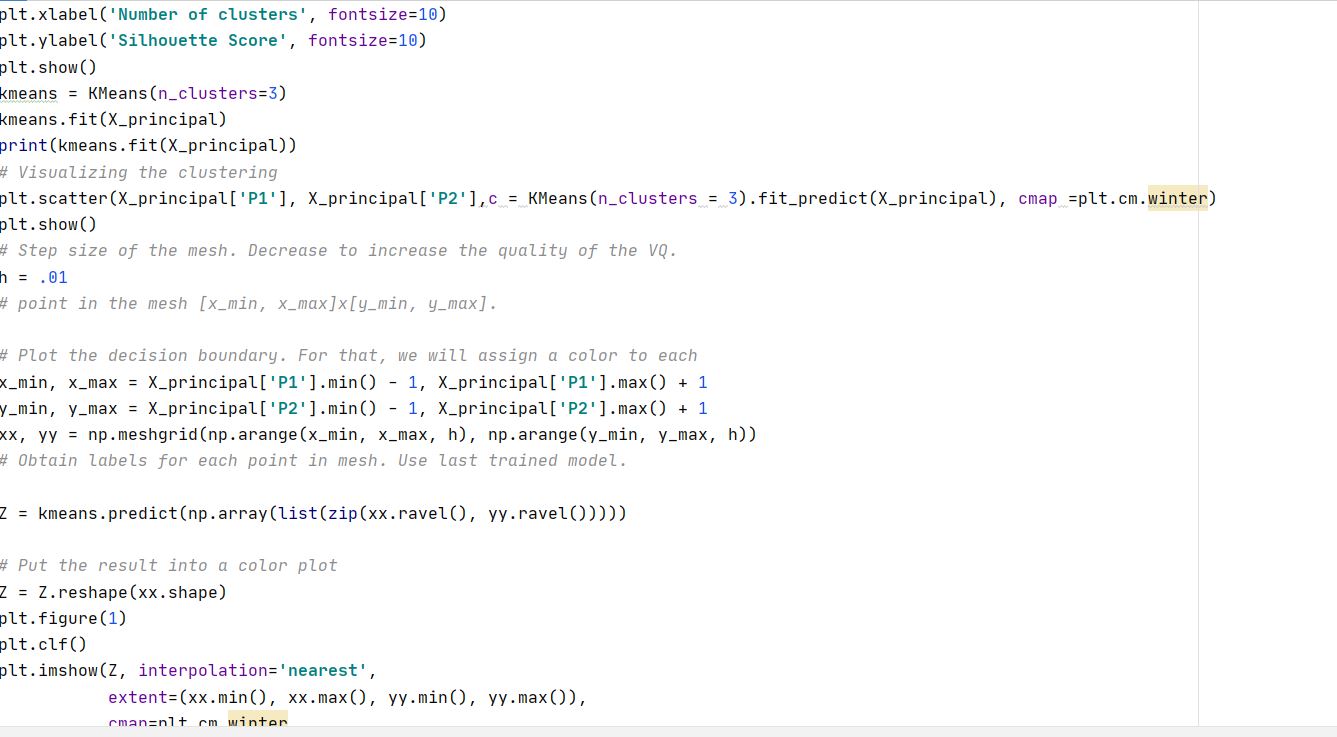 plt.xlabel('Number of clusters', fontsize=10)
plt.ylabel('Silhouette Score', fontsize=10)
plt.show()
kmeans = KMeans(n_clusters=3)
kmeans.fit(X_principal)
print(kmeans.fit(X_principal))
# Visualizing the clustering
plt.scatter(X_principal['P1'], X_principal['P2'],c = KMeans(n_clusters = 3).fit_predict(X_principal), cmap =plt.cm.winter)
plt.show()
# Step size of the mesh. Decrease to increase the quality of the VQ.
h = .01
# point in the mesh [x_min, x_max]x[y_min, y_max].
# Plot the decision boundary. For that, we will assign a color to each
x_min, x_max = X_principal['P1'].min() - 1, X_principal['P1'].max() + 1
y_min, y_max = X_principal['P2'].min() - 1, X_principal['P2'].max() + 1
xx, yy = np.meshgrid(np.arange(x_min, x_max, h), np.arange(y_min, y_max, h))
# Obtain labels for each point in mesh. Use last trained model.
Z = kmeans.predict(np.array(list(zip(xx.ravel(), yy.ravel()))))
# Put the result into a color plot
Z = Z.reshape(xx.shape)
plt.figure(1)
plt.clf()
plt.imshow(Z, interpolation='nearest',
extent=(xx.min(), xx.max(), yy.min(), yy.max()),
cmap=plt.cm.winter